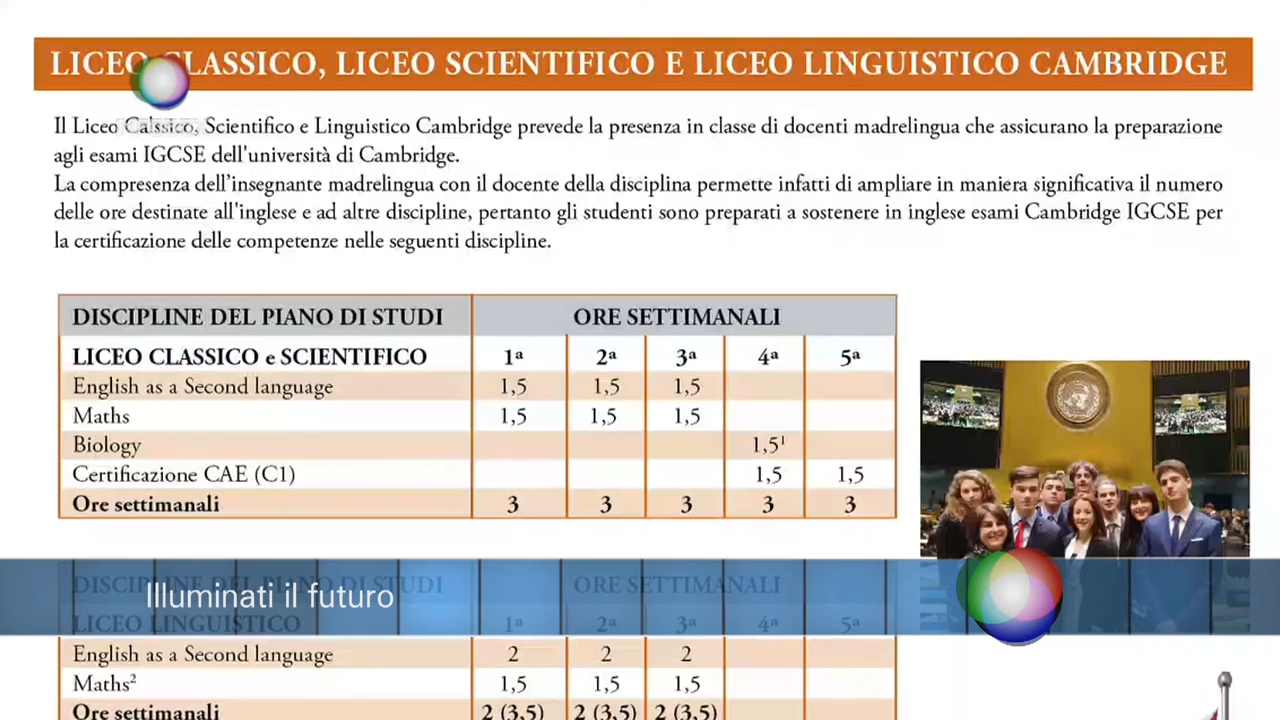 LICEO CLASSICO, LICEO SCIENTIFICO E LICEO LINGUISTICO CAMBRIDGE
Il Liceo Calssico, Scientifico e Linguistico Cambridge prevede la presenza in classe di docenti madrelingua che assicurano la preparazione
agli esami IGCSE dell'università di Cambridge.
La compresenza dell'insegnante madrelingua con il docente della disciplina permette infatti di ampliare in maniera significativa il numero
delle ore destinate all'inglese e ad altre discipline, pertanto gli studenti sono preparati a sostenere in inglese esami Cambridge IGCSE per
la certificazione delle competenze nelle seguenti discipline.
DISCIPLINE DEL PIANO DI STUDI ORE SETTIMANALI
LICEO CLASSICO e SCIENTIFICO 1ª 2ª 3ª 4ª 5ª
English as a Second language 1,5 1,5 1,5
Maths 1,5 1,5 1,5
Biology 1,5¹
Certificazione CAE (C1) 1,5 1,5
Ore settimanali 3 3 3 3 3
DISCIPLINE DEL PIANO DI STUDI ORE SETTIMANALI
Illuminati il futuro
LICEO LINGUISTICO 1ª 2ª 3ª 4ª 5ª
English as a Second language 2 2 2
Maths² 1,5 1,5 1,5
Ore settimanali 2 (3,5) 2 (3,5) 2 (3,5)